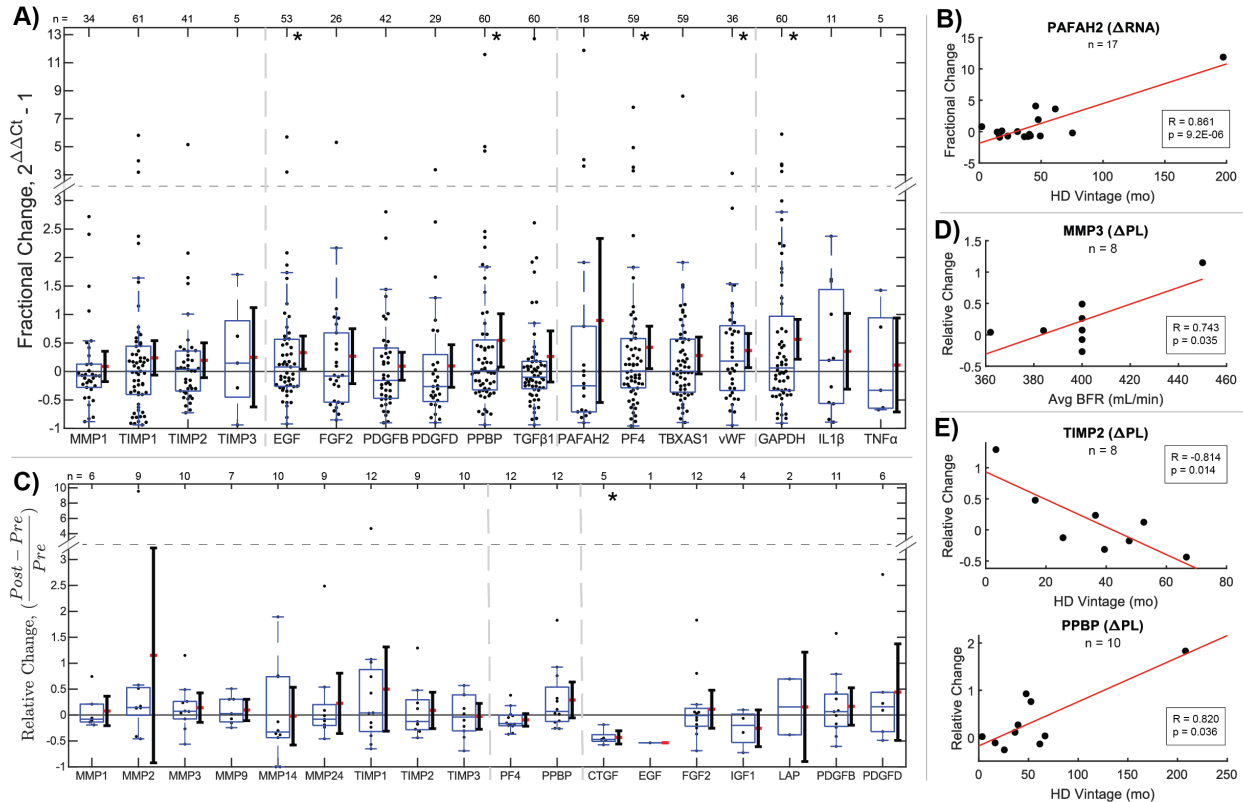 A)
n = 34 61 41 5 53 26 42 29 60 60 18 59 59 36 60 11 5
* * * * *
13
11
9
7
5
3
3
2.5
2
1.5
1
0.5
0
-0.5
-1
Fractional Change, 2^ΔΔCt - 1
MMP1 TIMP1 TIMP2 TIMP3 EGF FGF2 PDGFB PDGFD PPBP TGFβ1 PAFAH2 PF4 TBXAS1 vWF GAPDH IL1β TNFα
B)
PAFAH2 (ΔRNA)
n = 17
15
10
5
0
-5
Fractional Change
R = 0.861
p = 9.2E-06
0 50 100 150 200
HD Vintage (mo)
C)
n = 6 9 10 7 10 9 12 9 10 12 12 5 1 12 4 2 11 6
*
10
8
6
4
2
3
2.5
2
1.5
1
0.5
0
-0.5
-1
Relative Change, (Post − Pre / Pre)
MMP1 MMP2 MMP3 MMP9 MMP14 MMP24 TIMP1 TIMP2 TIMP3 PF4 PPBP CTGF EGF FGF2 IGF1 LAP PDGFB PDGFD
D)
MMP3 (ΔPL)
n = 8
1.5
1
0.5
0
-0.5
Relative Change
R = 0.743
p = 0.035
360 380 400 420 440 460
Avg BFR (mL/min)
E)
TIMP2 (ΔPL)
n = 8
1
0.5
0
-0.5
Relative Change
R = -0.814
p = 0.014
0 20 40 60 80
HD Vintage (mo)
PPBP (ΔPL)
n = 10
2
1
0
Relative Change
R = 0.820
p = 0.036
0 50 100 150 200 250
HD Vintage (mo)